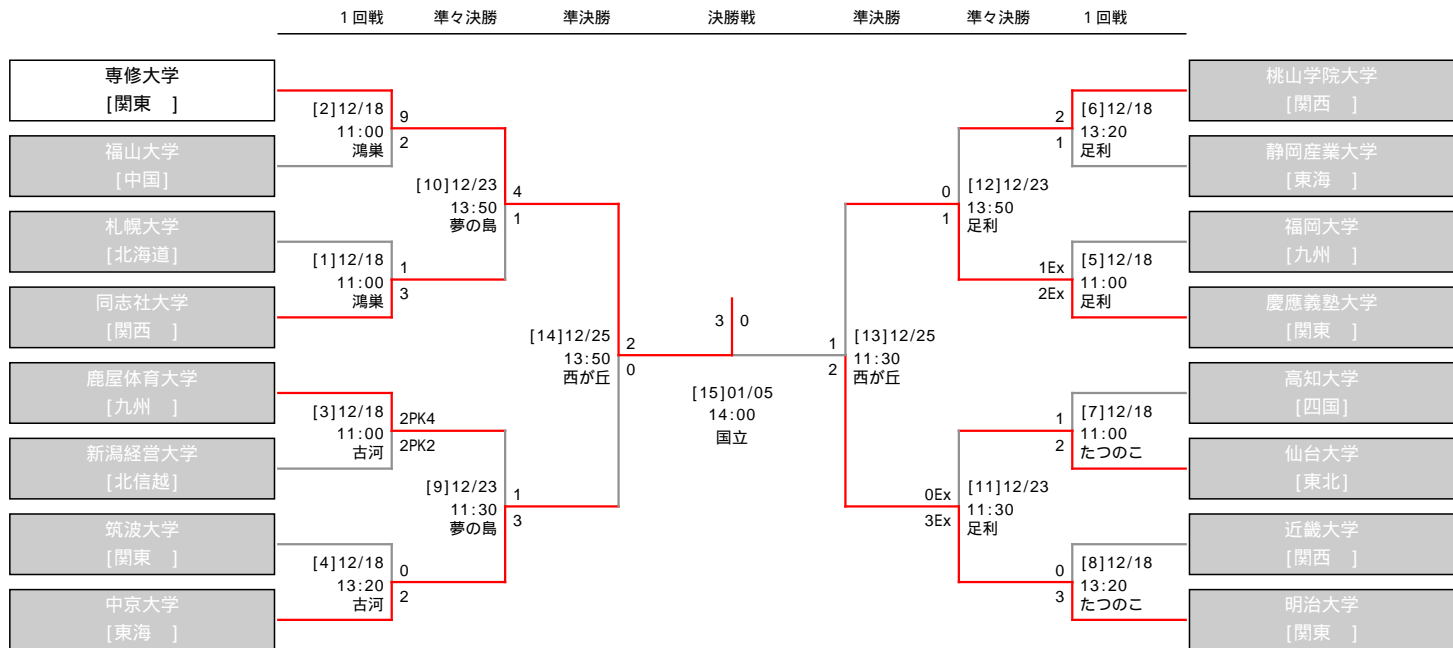 1回戦 準々決勝 準決勝 決勝戦 準決勝 準々決勝 1回戦
専修大学
[関東 ]
福山大学
[中国]
札幌大学
[北海道]
同志社大学
[関西 ]
鹿屋体育大学
[九州 ]
新潟経営大学
[北信越]
筑波大学
[関東 ]
中京大学
[東海 ]
[2]12/18
11:00
鴻巣
9
2
[1]12/18
11:00
鴻巣
1
3
[3]12/18
11:00
古河
2PK4
2PK2
[4]12/18
13:20
古河
0
2
[10]12/23
13:50
夢の島
4
1
[9]12/23
11:30
夢の島
1
3
[14]12/25
13:50
西が丘
2
0
3 0
[15]01/05
14:00
国立
1
2
[13]12/25
11:30
西が丘
0
1
[12]12/23
13:50
足利
0Ex
3Ex
[11]12/23
11:30
足利
2
1
[6]12/18
13:20
足利
1Ex
2Ex
[5]12/18
11:00
足利
1
2
[7]12/18
11:00
たつのこ
0
3
[8]12/18
13:20
たつのこ
桃山学院大学
[関西 ]
静岡産業大学
[東海 ]
福岡大学
[九州 ]
慶應義塾大学
[関東 ]
高知大学
[四国]
仙台大学
[東北]
近畿大学
[関西 ]
明治大学
[関東 ]